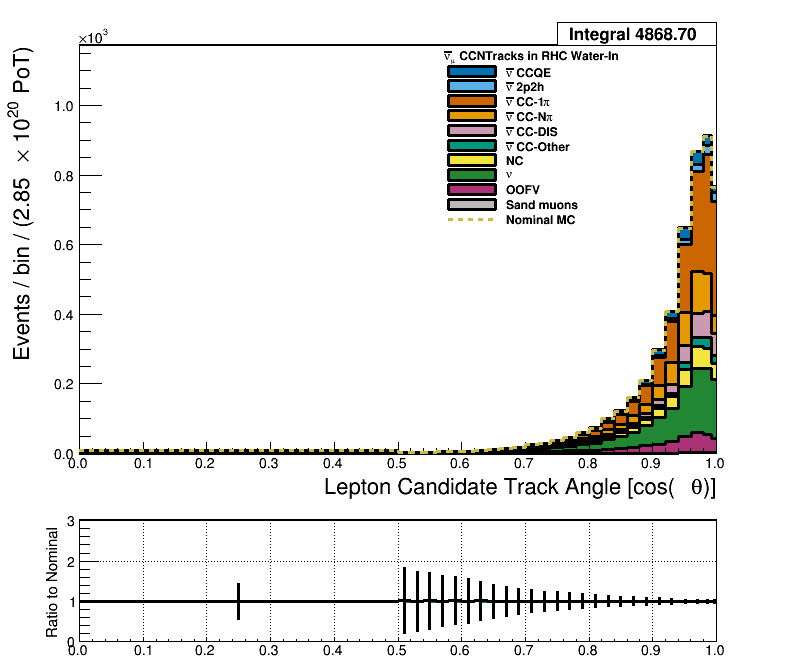 Integral 4868.70
×10³
ν̅μ CCNTracks in RHC Water-In
ν̅ CCQE
ν̅ 2p2h
ν̅ CC-1π
ν̅ CC-Nπ
ν̅ CC-DIS
ν̅ CC-Other
NC
ν
OOFV
Sand muons
Nominal MC
Events / bin / (2.85 × 10²⁰ PoT)
1.0
0.8
0.6
0.4
0.2
0.0
0.0 0.1 0.2 0.3 0.4 0.5 0.6 0.7 0.8 0.9 1.0
Lepton Candidate Track Angle [cos( θ)]
Ratio to Nominal
3
2
1
0
0.0 0.1 0.2 0.3 0.4 0.5 0.6 0.7 0.8 0.9 1.0